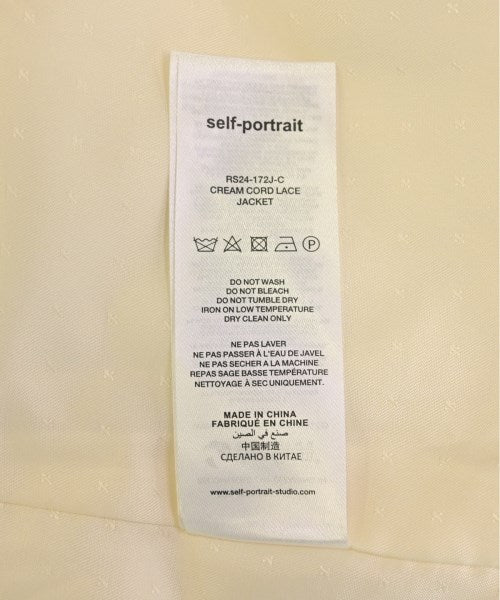 self-portrait
RS24-172J-C
CREAM CORD LACE
JACKET
DO NOT WASH
DO NOT BLEACH
DO NOT TUMBLE DRY
IRON ON LOW TEMPERATURE
DRY CLEAN ONLY
NE PAS LAVER
NE PAS PASSER À L'EAU DE JAVEL
NE PAS SECHER A LA MACHINE
REPAS SAGE BASSE TEMPÉRATURE
NETTOYAGE À SEC UNIQUEMENT.
MADE IN CHINA
FABRIQUÉ EN CHINE
صنع في الصين
中国制造
СДЕЛАНО В КИТАЕ
www.self-portrait-studio.com